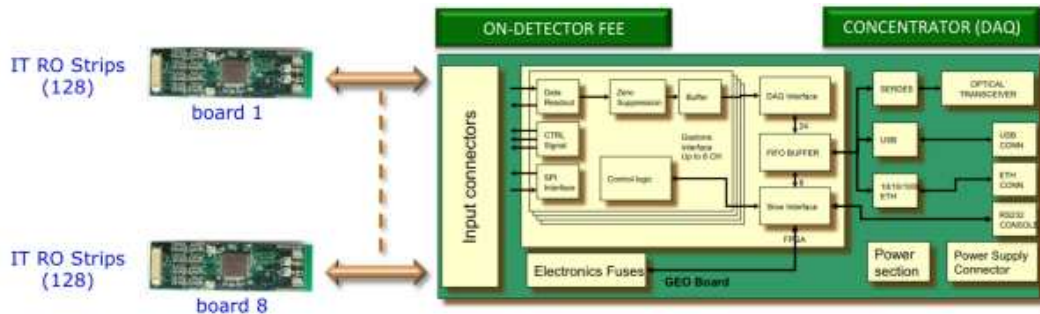 ON-DETECTOR FEE
CONCENTRATOR (DAQ)
IT RO Strips
(128)
board 1
IT RO Strips
(128)
board 8
Input connectors
Data
Readout
Zero
Suppression
Buffer
CTRL
Signal
SPI
Interface
Control logic
Gastone
Interface
Up to 8 CH
DAQ Interface
24
FIFO BUFFER
8
Slow Interface
FPGA
Electronics Fuses
GEO Board
SERDES
OPTICAL
TRANSCEIVER
USB
USB
CONN
10/10/100
ETH
ETH
CONN
RS232
CONSOLE
Power
section
Power Supply
Connector